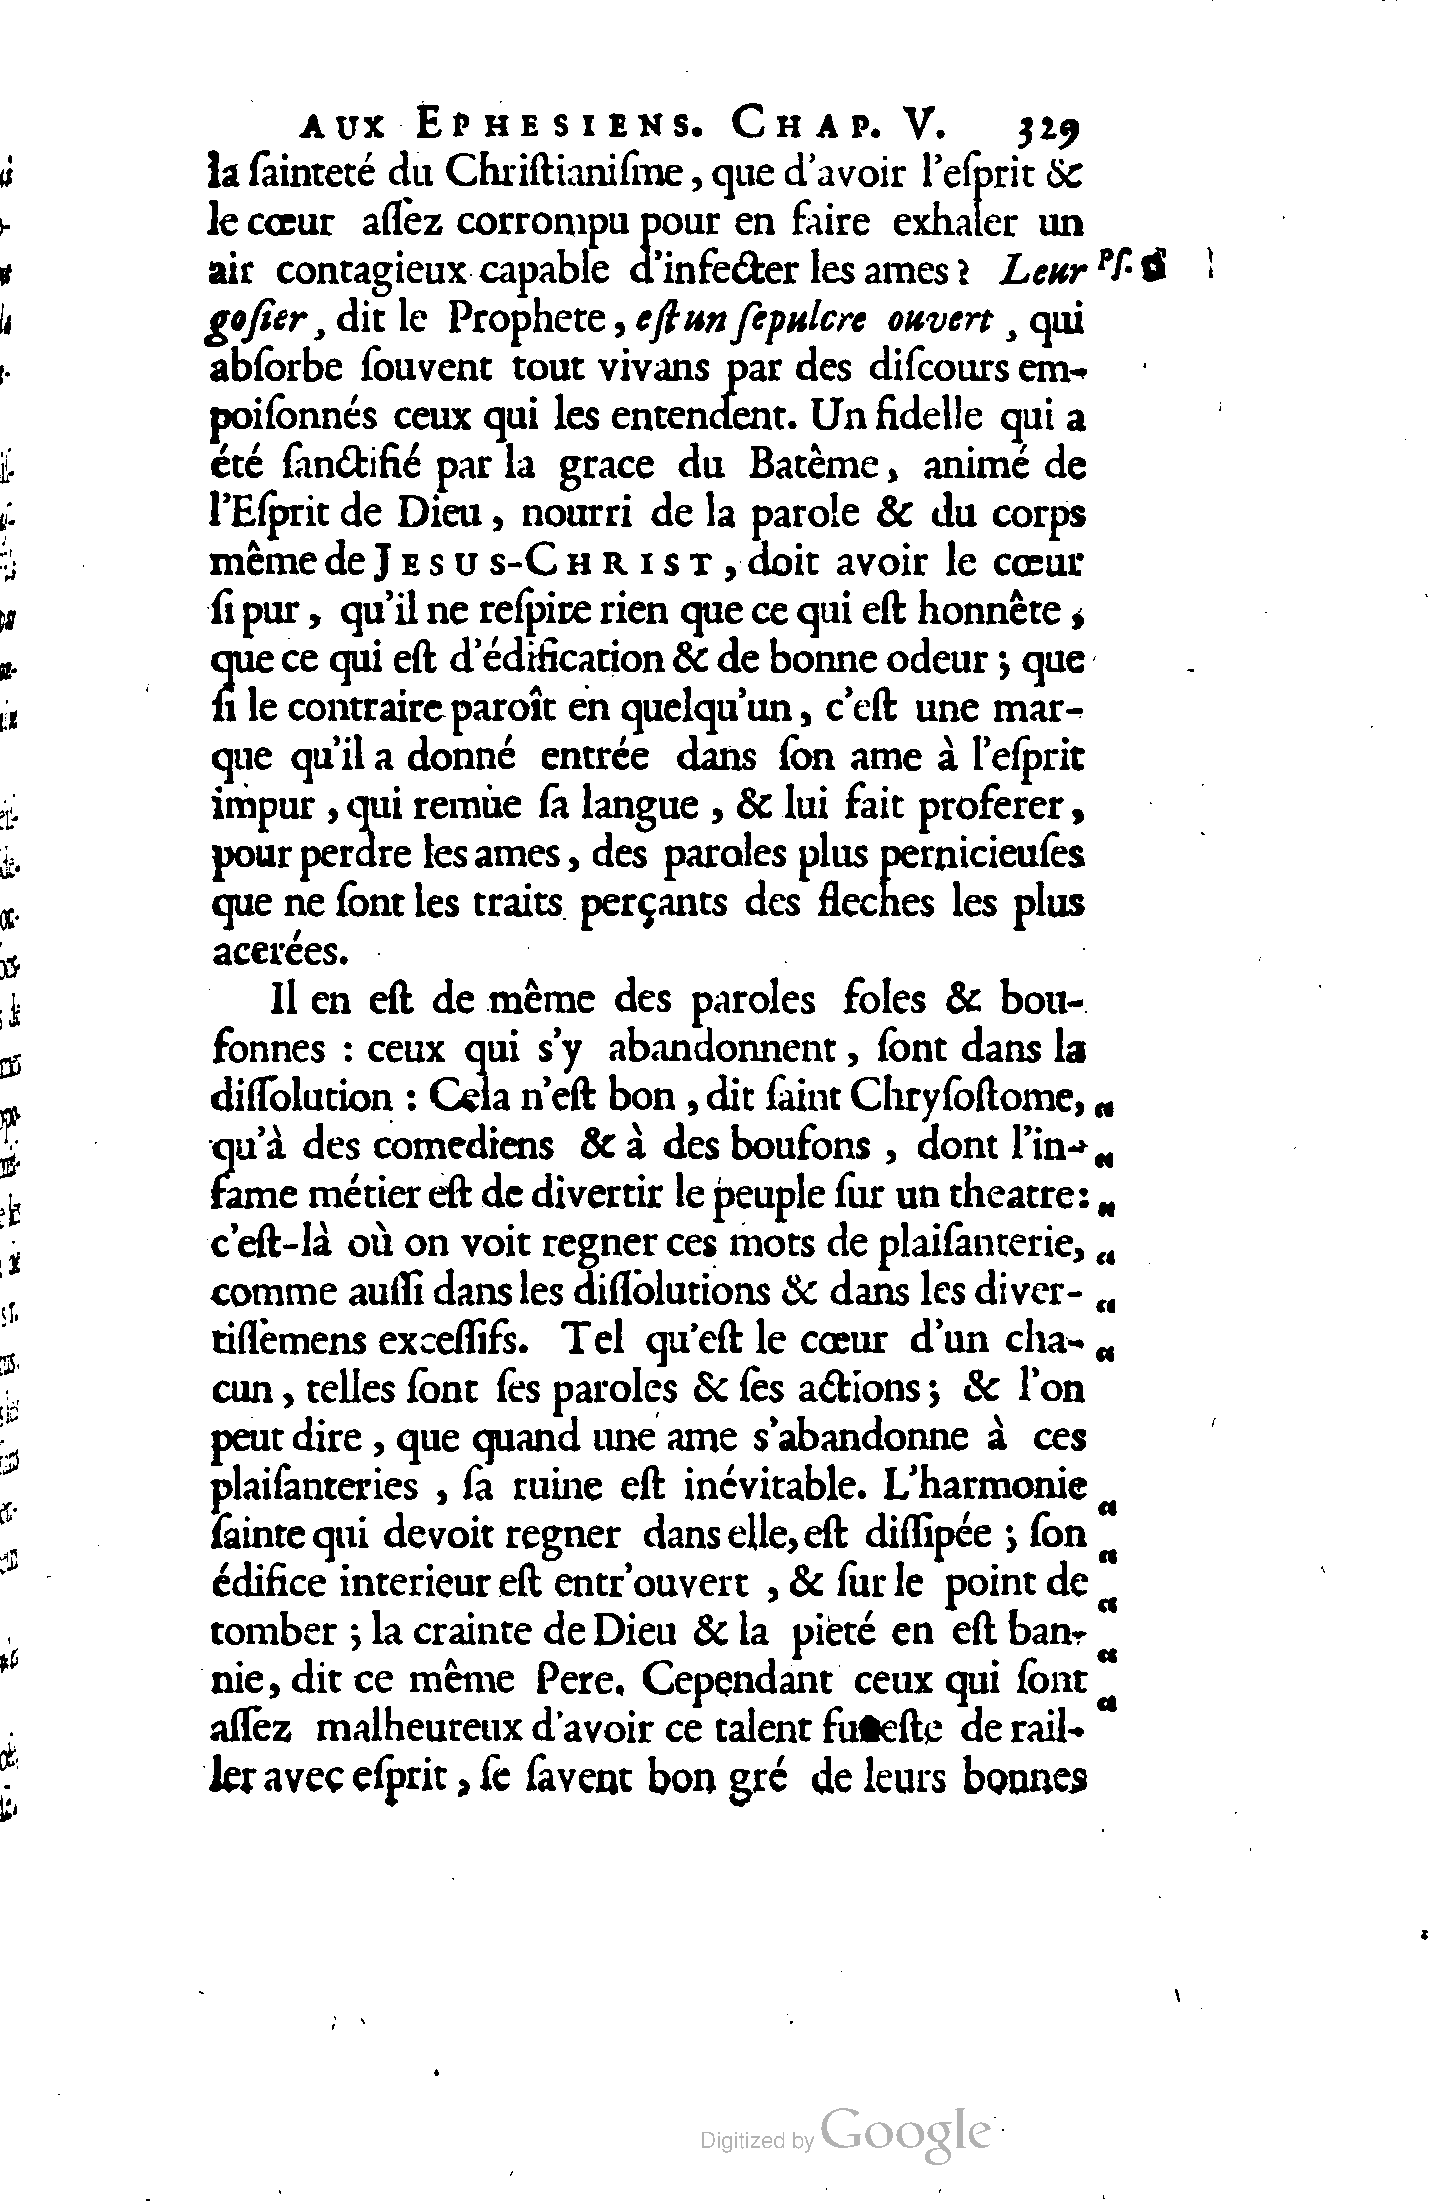 AUX EPHESIENS. CHAP. V. 329
la ſainteté du Chriſtianiſme, que d'avoir l'eſprit &
le cœur aſſez corrompu pour en faire exhaler un
air contagieux capable d'infecter les ames? Leur Pſ.
goſier, dit le Prophete, eſt un ſepulcre ouvert, qui
abſorbe ſouvent tout vivans par des diſcours em-
poiſonnés ceux qui les entendent. Un fidelle qui a
été ſanctifié par la grace du Batême, animé de
l'Eſprit de Dieu, nourri de la parole & du corps
même de JESUS-CHRIST, doit avoir le cœur
ſi pur, qu'il ne reſpire rien que ce qui eſt honnête,
que ce qui eſt d'édification & de bonne odeur; que
ſi le contraire paroît en quelqu'un, c'eſt une mar-
que qu'il a donné entrée dans ſon ame à l'eſprit
impur, qui remue ſa langue, & lui fait proferer,
pour perdre les ames, des paroles plus pernicieuſes
que ne ſont les traits perçants des fleches les plus
acerées.
Il en eſt de même des paroles foles & bou-
fonnes : ceux qui s'y abandonnent, ſont dans la
diſſolution : Cela n'eſt bon, dit ſaint Chryſoſtome, „
qu'à des comediens & à des boufons, dont l'in- „
fame métier eſt de divertir le peuple ſur un theatre: „
c'eſt-là où on voit regner ces mots de plaiſanterie, „
comme auſſi dans les diſſolutions & dans les diver- „
tiſſemens exceſſifs. Tel qu'eſt le cœur d'un cha- „
cun, telles ſont ſes paroles & ſes actions; & l'on
peut dire, que quand une ame s'abandonne à ces
plaiſanteries, ſa ruine eſt inévitable. L'harmonie „
ſainte qui devoit regner dans elle, eſt diſſipée; ſon „
édifice interieur eſt entr'ouvert, & ſur le point de „
tomber; la crainte de Dieu & la pieté en eſt ban- „
nie, dit ce même Pere. Cependant ceux qui ſont „
aſſez malheureux d'avoir ce talent funeſte de rail-
ler avec eſprit, ſe ſavent bon gré de leurs bonnes
Digitized by Google